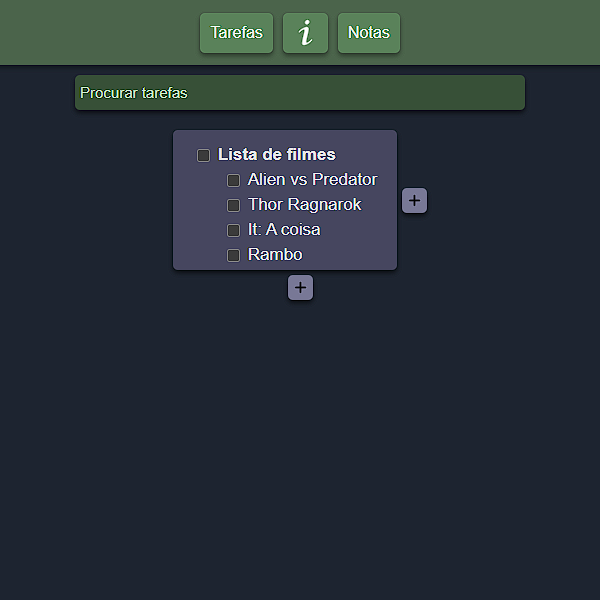 Tarefas
i
Notas
Procurar tarefas
Lista de filmes
Alien vs Predator
Thor Ragnarok
It: A coisa
Rambo
+
+